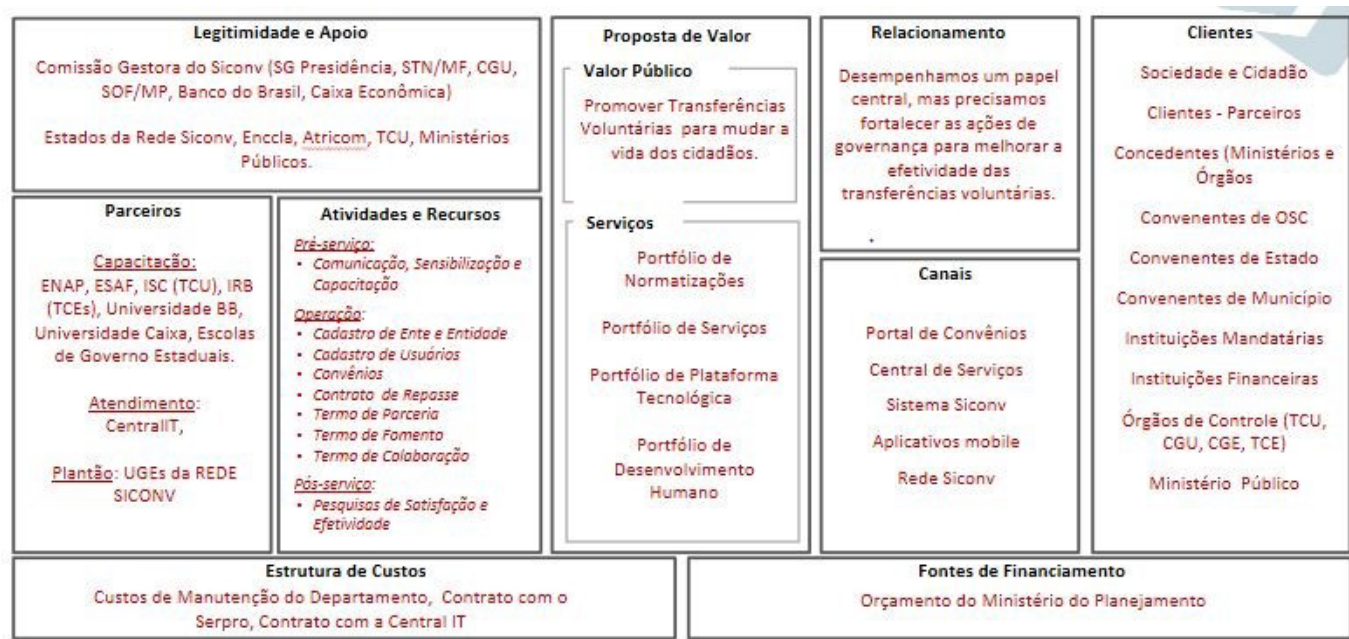 Legitimidade e Apoio
Comissão Gestora do Siconv (SG Presidência, STN/MF, CGU,
SOF/MP, Banco do Brasil, Caixa Econômica)
Estados da Rede Siconv, Enccla, Atricom, TCU, Ministérios
Públicos.
Parceiros
Capacitação:
ENAP, ESAF, ISC (TCU), IRB
(TCEs), Universidade BB,
Universidade Caixa, Escolas
de Governo Estaduais.
Atendimento:
CentralIT,
Plantão: UGEs da REDE
SICONV
Atividades e Recursos
Pré-serviço:
• Comunicação, Sensibilização e
Capacitação
Operação:
• Cadastro de Ente e Entidade
• Cadastro de Usuários
• Convênios
• Contrato de Repasse
• Termo de Parceria
• Termo de Fomento
• Termo de Colaboração
Pós-serviço:
• Pesquisas de Satisfação e
Efetividade
Proposta de Valor
Valor Público
Promover Transferências
Voluntárias para mudar a
vida dos cidadãos.
Serviços
Portfólio de
Normatizações
Portfólio de Serviços
Portfólio de Plataforma
Tecnológica
Portfólio de
Desenvolvimento
Humano
Relacionamento
Desempenhamos um papel
central, mas precisamos
fortalecer as ações de
governança para melhorar a
efetividade das
transferências voluntárias.
Canais
Portal de Convênios
Central de Serviços
Sistema Siconv
Aplicativos mobile
Rede Siconv
Clientes
Sociedade e Cidadão
Clientes - Parceiros
Concedentes (Ministérios e
Órgãos
Convenentes de OSC
Convenentes de Estado
Convenentes de Município
Instituições Mandatárias
Instituições Financeiras
Órgãos de Controle (TCU,
CGU, CGE, TCE)
Ministério Público
Estrutura de Custos
Custos de Manutenção do Departamento, Contrato com o
Serpro, Contrato com a Central IT
Fontes de Financiamento
Orçamento do Ministério do Planejamento